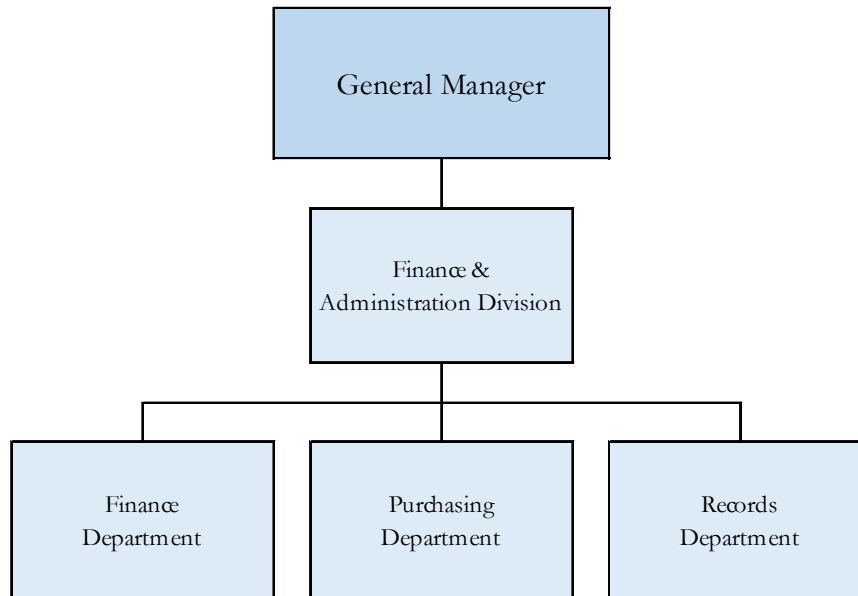 General Manager
Finance &
Administration Division
Finance
Department
Purchasing
Department
Records
Department